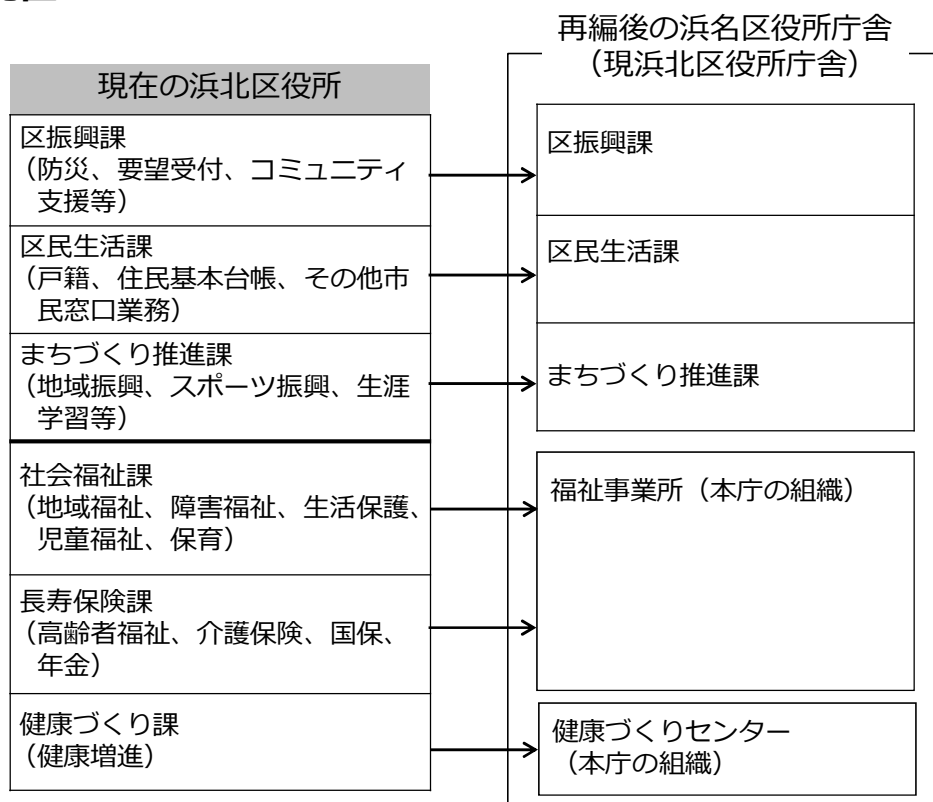 再編後の浜名区役所庁舎
（現浜北区役所庁舎）
現在の浜北区役所
区振興課
（防災、要望受付、コミュニティ
支援等）
区民生活課
（戸籍、住民基本台帳、その他市
民窓口業務）
まちづくり推進課
（地域振興、スポーツ振興、生涯
学習等）
社会福祉課
（地域福祉、障害福祉、生活保護、
児童福祉、保育）
長寿保険課
（高齢者福祉、介護保険、国保、
年金）
健康づくり課
（健康増進）
区振興課
区民生活課
まちづくり推進課
福祉事業所（本庁の組織）
健康づくりセンター
（本庁の組織）